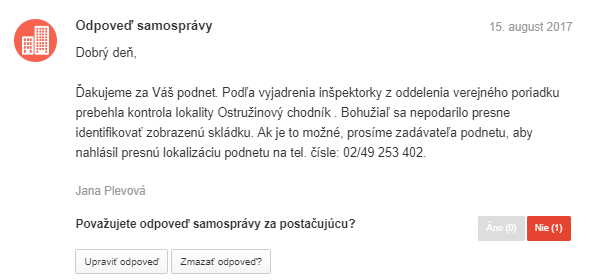 Odpoveď samosprávy
15. august 2017
Dobrý deň,
Ďakujeme za Váš podnet. Podľa vyjadrenia inšpektorky z oddelenia verejného poriadku
prebehla kontrola lokality Ostružinový chodník . Bohužiaľ sa nepodarilo presne
identifikovať zobrazenú skládku. Ak je to možné, prosíme zadávateľa podnetu, aby
nahlásil presnú lokalizáciu podnetu na tel. čísle: 02/49 253 402.
Jana Plevová
Považujete odpoveď samosprávy za postačujúcu?
Áno (0)
Nie (1)
Upraviť odpoveď
Zmazať odpoveď?